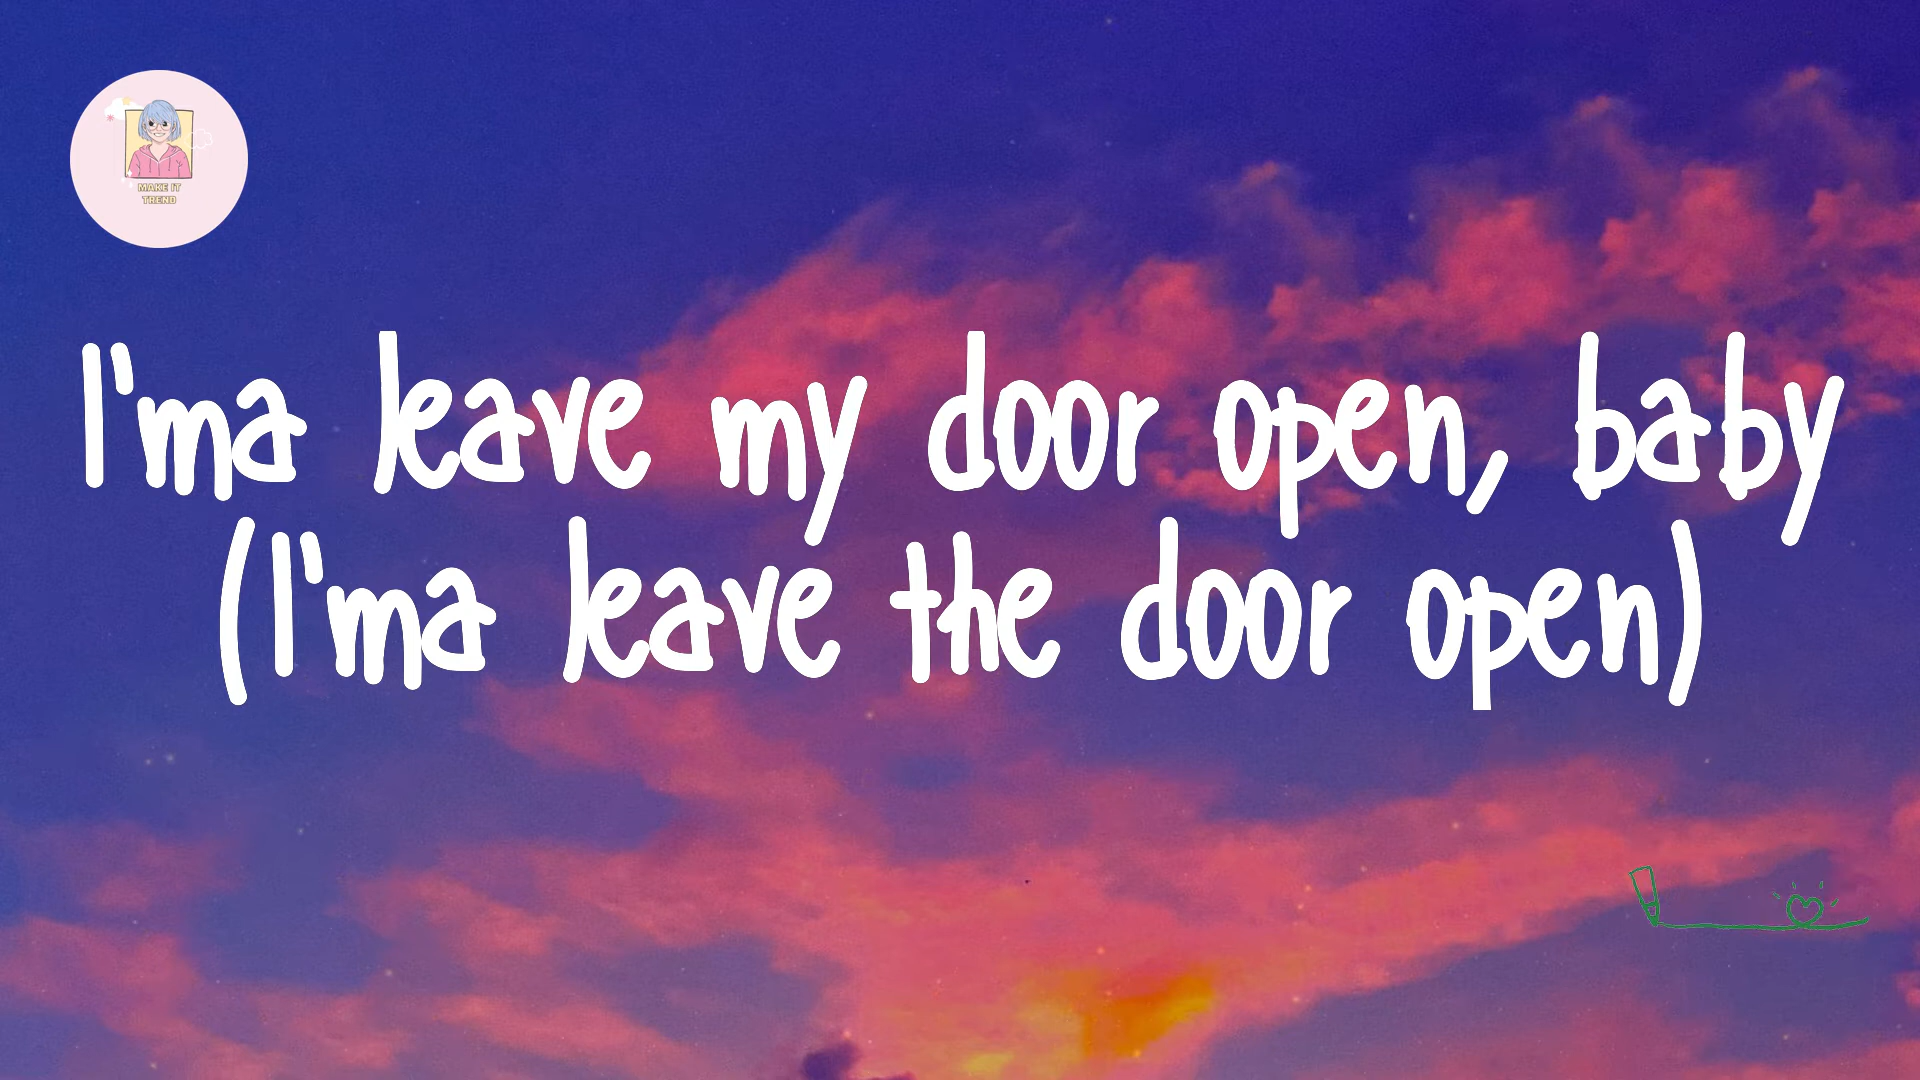 MAKE IT
TREND
I'ma leave my door open, baby
(I'ma leave the door open)